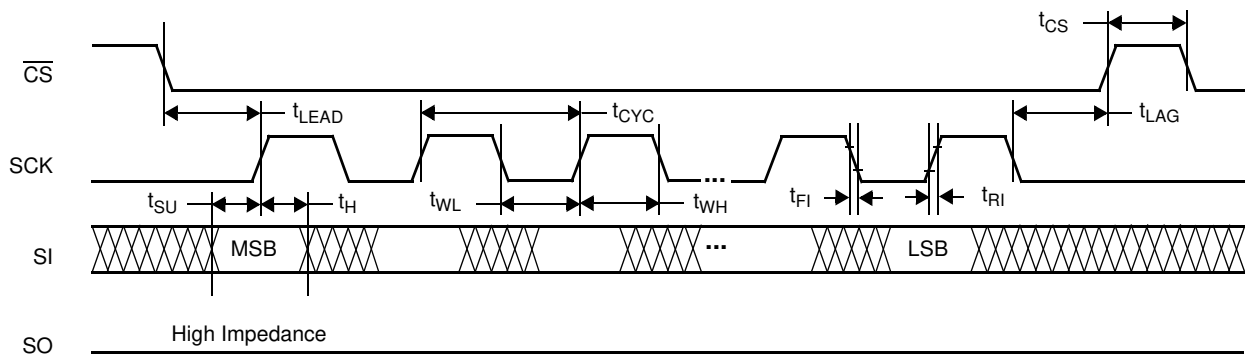 tCS
CS
tLEAD
tCYC
tLAG
SCK
...
tSU
tH
tWL
tWH
tFI
tRI
SI
MSB
...
LSB
High Impedance
SO